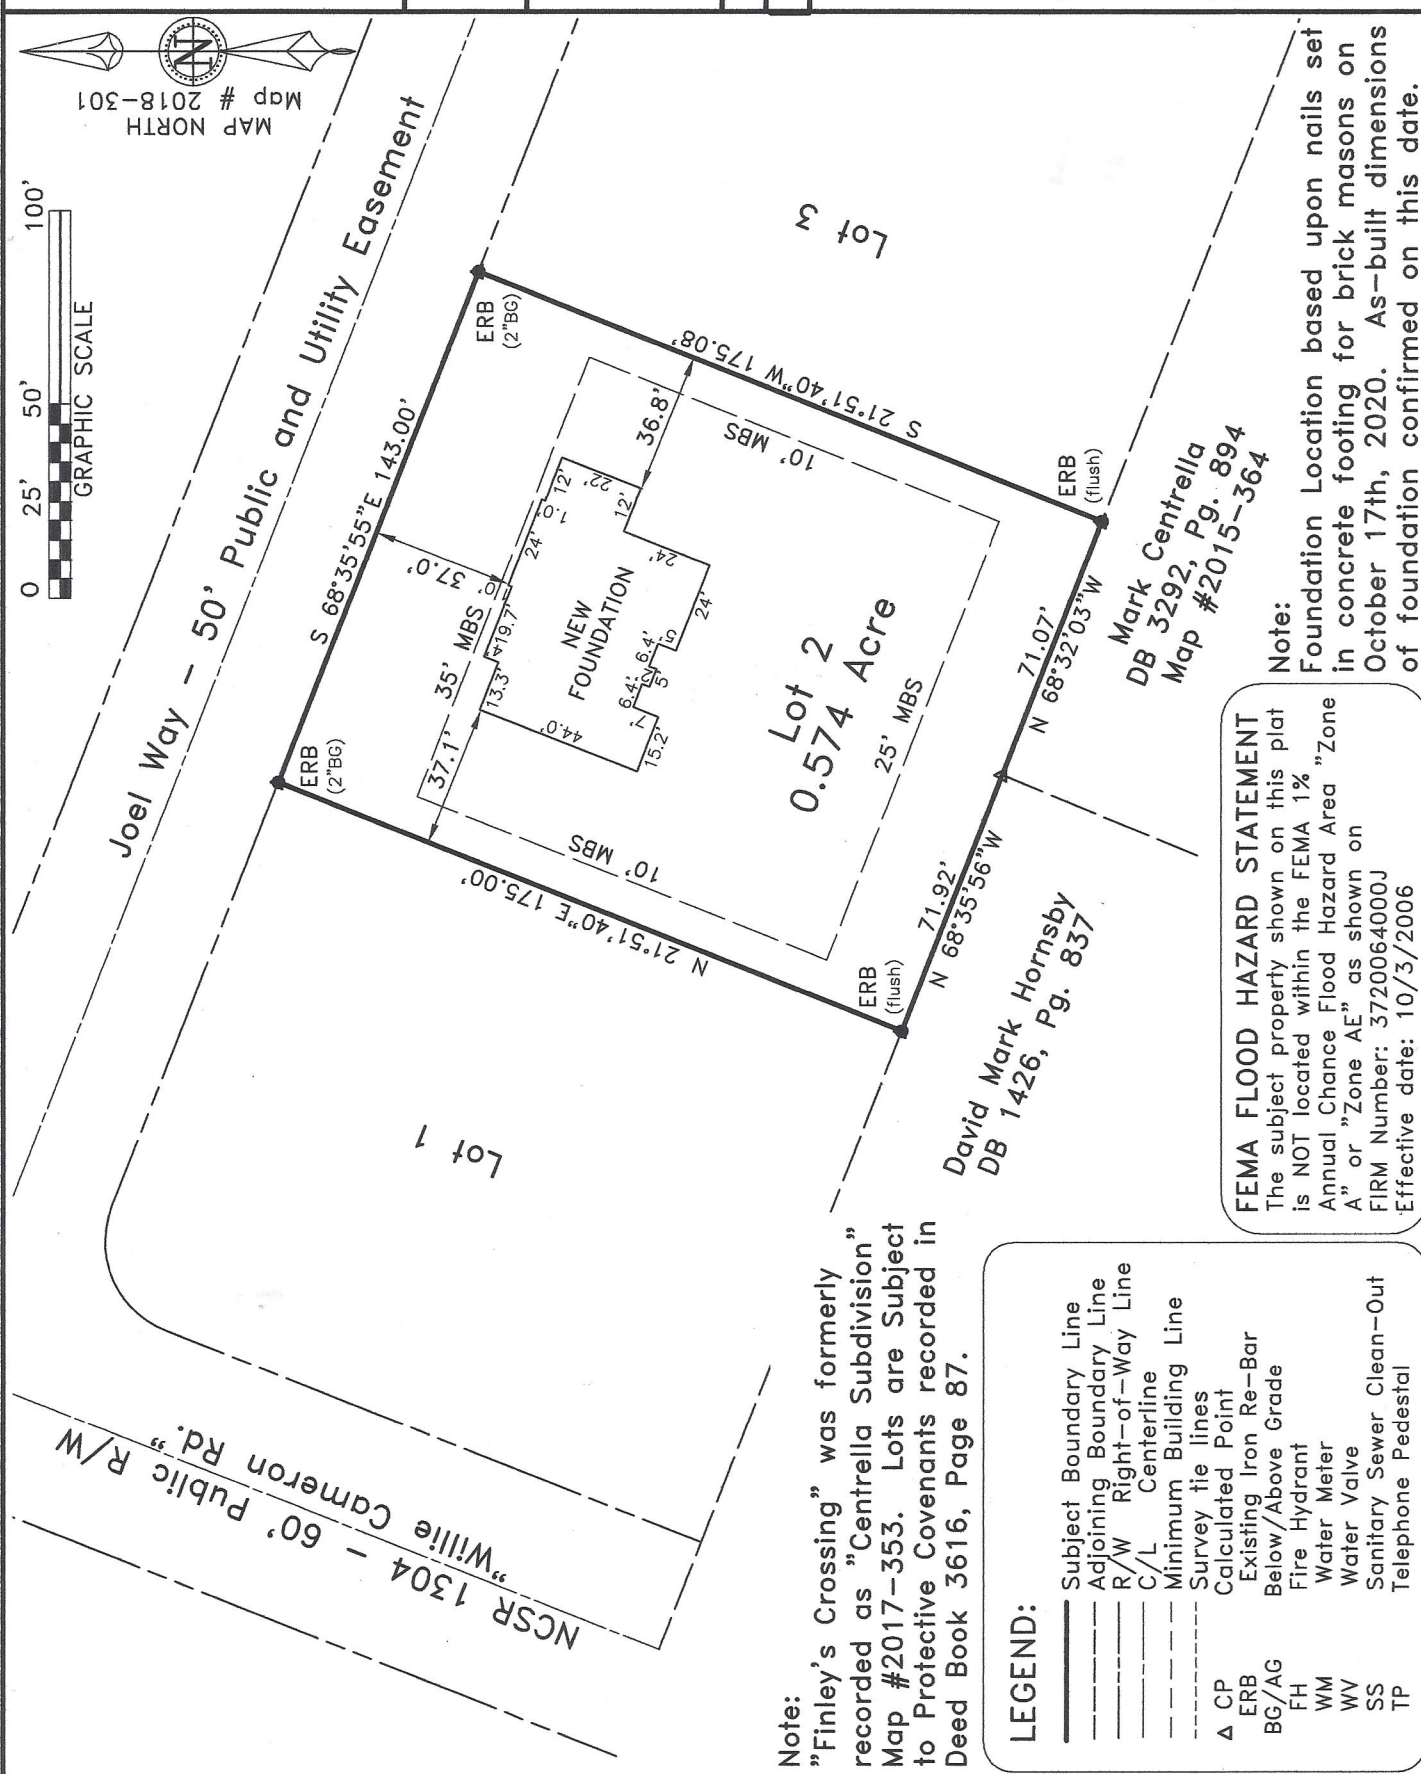 MAP NORTH
Map # 2018-301
0 25' 50' 100'
GRAPHIC SCALE
Joel Way - 50' Public and Utility Easement
NCSR 1304 - 60' Public R/W
"Willie Cameron Rd."
Lot 1
Lot 3
S 68°35'55"E 143.00'
ERB
(2"BG)
ERB
(2"BG)
S 21°51'40"W 175.08'
N 21°51'40"E 175.00'
37.0'
35' MBS
37.1'
36.8'
10' MBS
10' MBS
25' MBS
NEW
FOUNDATION
13.3'
4'
19.7'
1.0'
24'
1.0'
12'
22'
12'
24'
24'
5'
6.4'
5'
2'
6.4'
7'
15.2'
44.0'
Lot 2
0.574 Acre
ERB
(flush)
ERB
(flush)
71.92'
N 68°35'56"W
71.07'
N 68°32'03"W
David Mark Hornsby
DB 1426, Pg. 837
Mark Centrella
DB 3292, Pg. 894
Map #2015-364
Note:
"Finley's Crossing" was formerly
recorded as "Centrella Subdivision"
Map #2017-353. Lots are Subject
to Protective Covenants recorded in
Deed Book 3616, Page 87.
LEGEND:
Subject Boundary Line
Adjoining Boundary Line
R/W Right-of-Way Line
C/L Centerline
Minimum Building Line
Survey tie lines
Δ CP Calculated Point
ERB Existing Iron Re-Bar
BG/AG Below/Above Grade
FH Fire Hydrant
WM Water Meter
WV Water Valve
SS Sanitary Sewer Clean-Out
TP Telephone Pedestal
FEMA FLOOD HAZARD STATEMENT
The subject property shown on this plat
is NOT located within the FEMA 1%
Annual Chance Flood Hazard Area "Zone
A" or "Zone AE" as shown on
FIRM Number: 3720064000J
Effective date: 10/3/2006
Note:
Foundation Location based upon nails set
in concrete footing for brick masons on
October 17th, 2020. As-built dimensions
of foundation confirmed on this date.
N